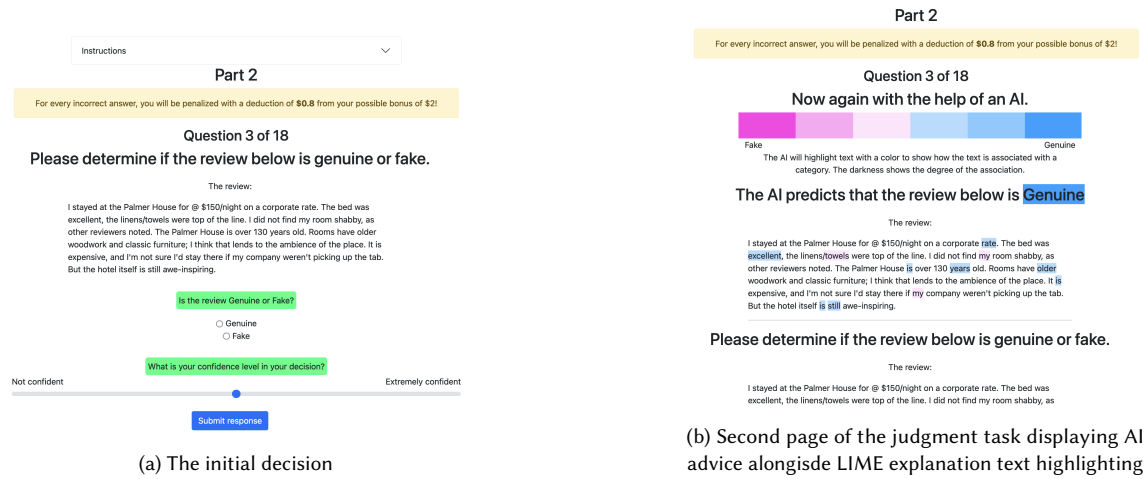 Instructions
Part 2
For every incorrect answer, you will be penalized with a deduction of $0.8 from your possible bonus of $2!
Question 3 of 18
Please determine if the review below is genuine or fake.
The review:
I stayed at the Palmer House for @ $150/night on a corporate rate. The bed was
excellent, the linens/towels were top of the line. I did not find my room shabby, as
other reviewers noted. The Palmer House is over 130 years old. Rooms have older
woodwork and classic furniture; I think that lends to the ambience of the place. It is
expensive, and I'm not sure I'd stay there if my company weren't picking up the tab.
But the hotel itself is still awe-inspiring.
Is the review Genuine or Fake?
Genuine
Fake
What is your confidence level in your decision?
Not confident
Extremely confident
Submit response
(a) The initial decision
Part 2
For every incorrect answer, you will be penalized with a deduction of $0.8 from your possible bonus of $2!
Question 3 of 18
Now again with the help of an AI.
Fake
Genuine
The AI will highlight text with a color to show how the text is associated with a
category. The darkness shows the degree of the association.
The AI predicts that the review below is Genuine
The review:
I stayed at the Palmer House for @ $150/night on a corporate rate. The bed was
excellent, the linens/towels were top of the line. I did not find my room shabby, as
other reviewers noted. The Palmer House is over 130 years old. Rooms have older
woodwork and classic furniture; I think that lends to the ambience of the place. It is
expensive, and I'm not sure I'd stay there if my company weren't picking up the tab.
But the hotel itself is still awe-inspiring.
Please determine if the review below is genuine or fake.
The review:
I stayed at the Palmer House for @ $150/night on a corporate rate. The bed was
excellent, the linens/towels were top of the line. I did not find my room shabby, as
(b) Second page of the judgment task displaying AI
advice alongisde LIME explanation text highlighting